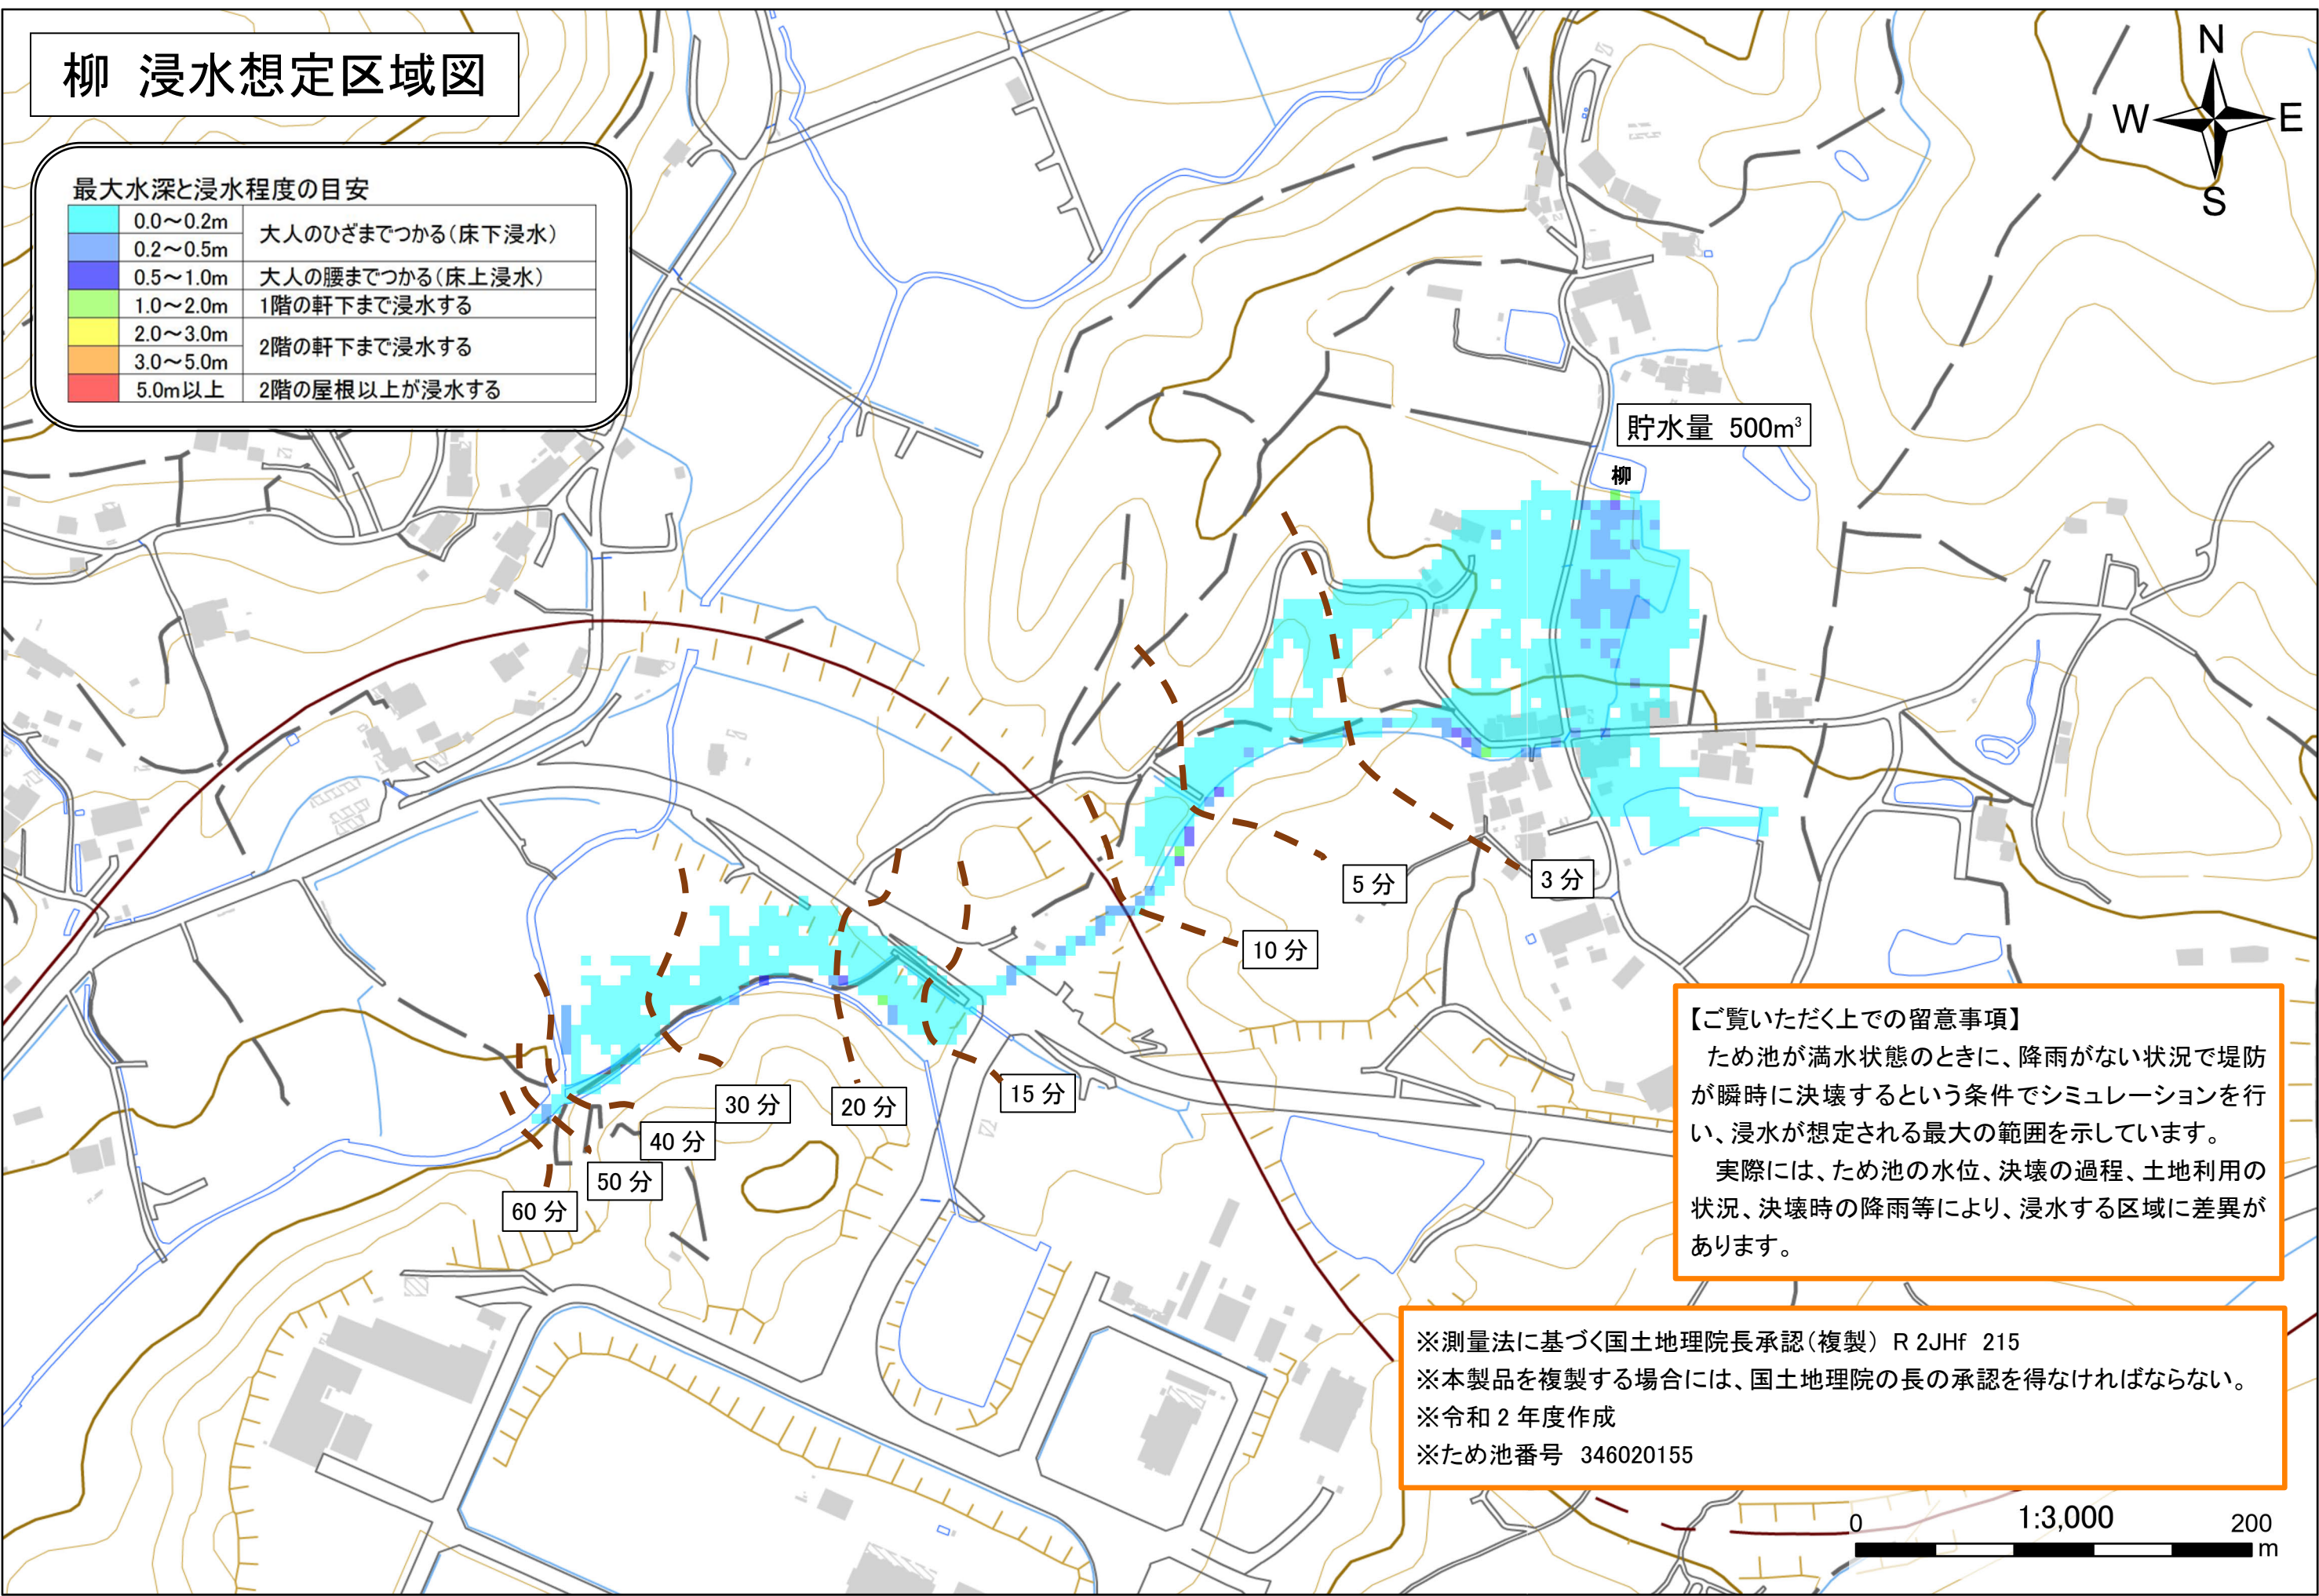 柳 浸水想定区域図
N
W E
S
最大水深と浸水程度の目安
0.0～0.2m
大人のひざまでつかる(床下浸水)
0.2～0.5m
0.5～1.0m 大人の腰までつかる(床上浸水)
1.0～2.0m 1階の軒下まで浸水する
2.0～3.0m
2階の軒下まで浸水する
3.0～5.0m
5.0m以上 2階の屋根以上が浸水する
貯水量 500m³
柳
3 分
5 分
10 分
15 分
20 分
30 分
40 分
50 分
60 分
【ご覧いただく上での留意事項】
ため池が満水状態のときに、降雨がない状況で堤防
が瞬時に決壊するという条件でシミュレーションを行
い、浸水が想定される最大の範囲を示しています。
実際には、ため池の水位、決壊の過程、土地利用の
状況、決壊時の降雨等により、浸水する区域に差異が
あります。
※測量法に基づく国土地理院長承認(複製) R 2JHf 215
※本製品を複製する場合には、国土地理院の長の承認を得なければならない。
※令和 2 年度作成
※ため池番号 346020155
0 1:3,000 200
m